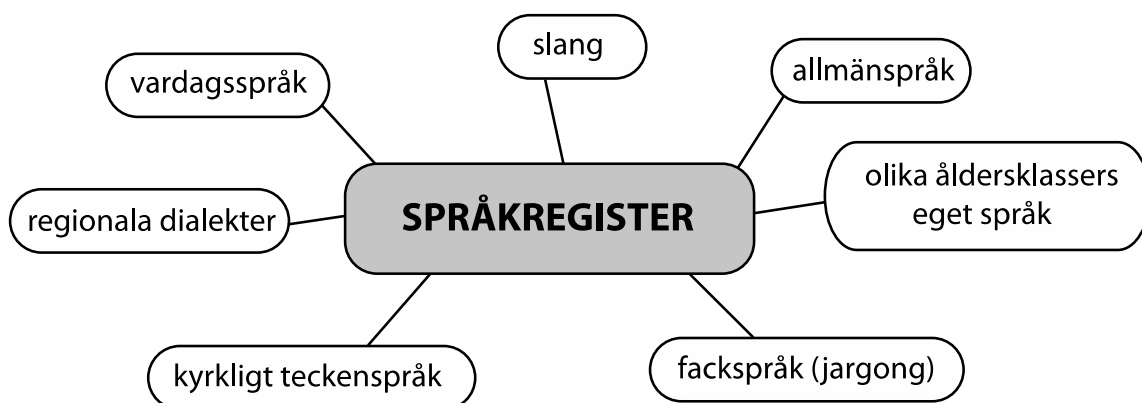 slang
vardagsspråk
allmänspråk
olika åldersklassers
eget språk
regionala dialekter
SPRÅKREGISTER
kyrkligt teckenspråk
fackspråk (jargong)